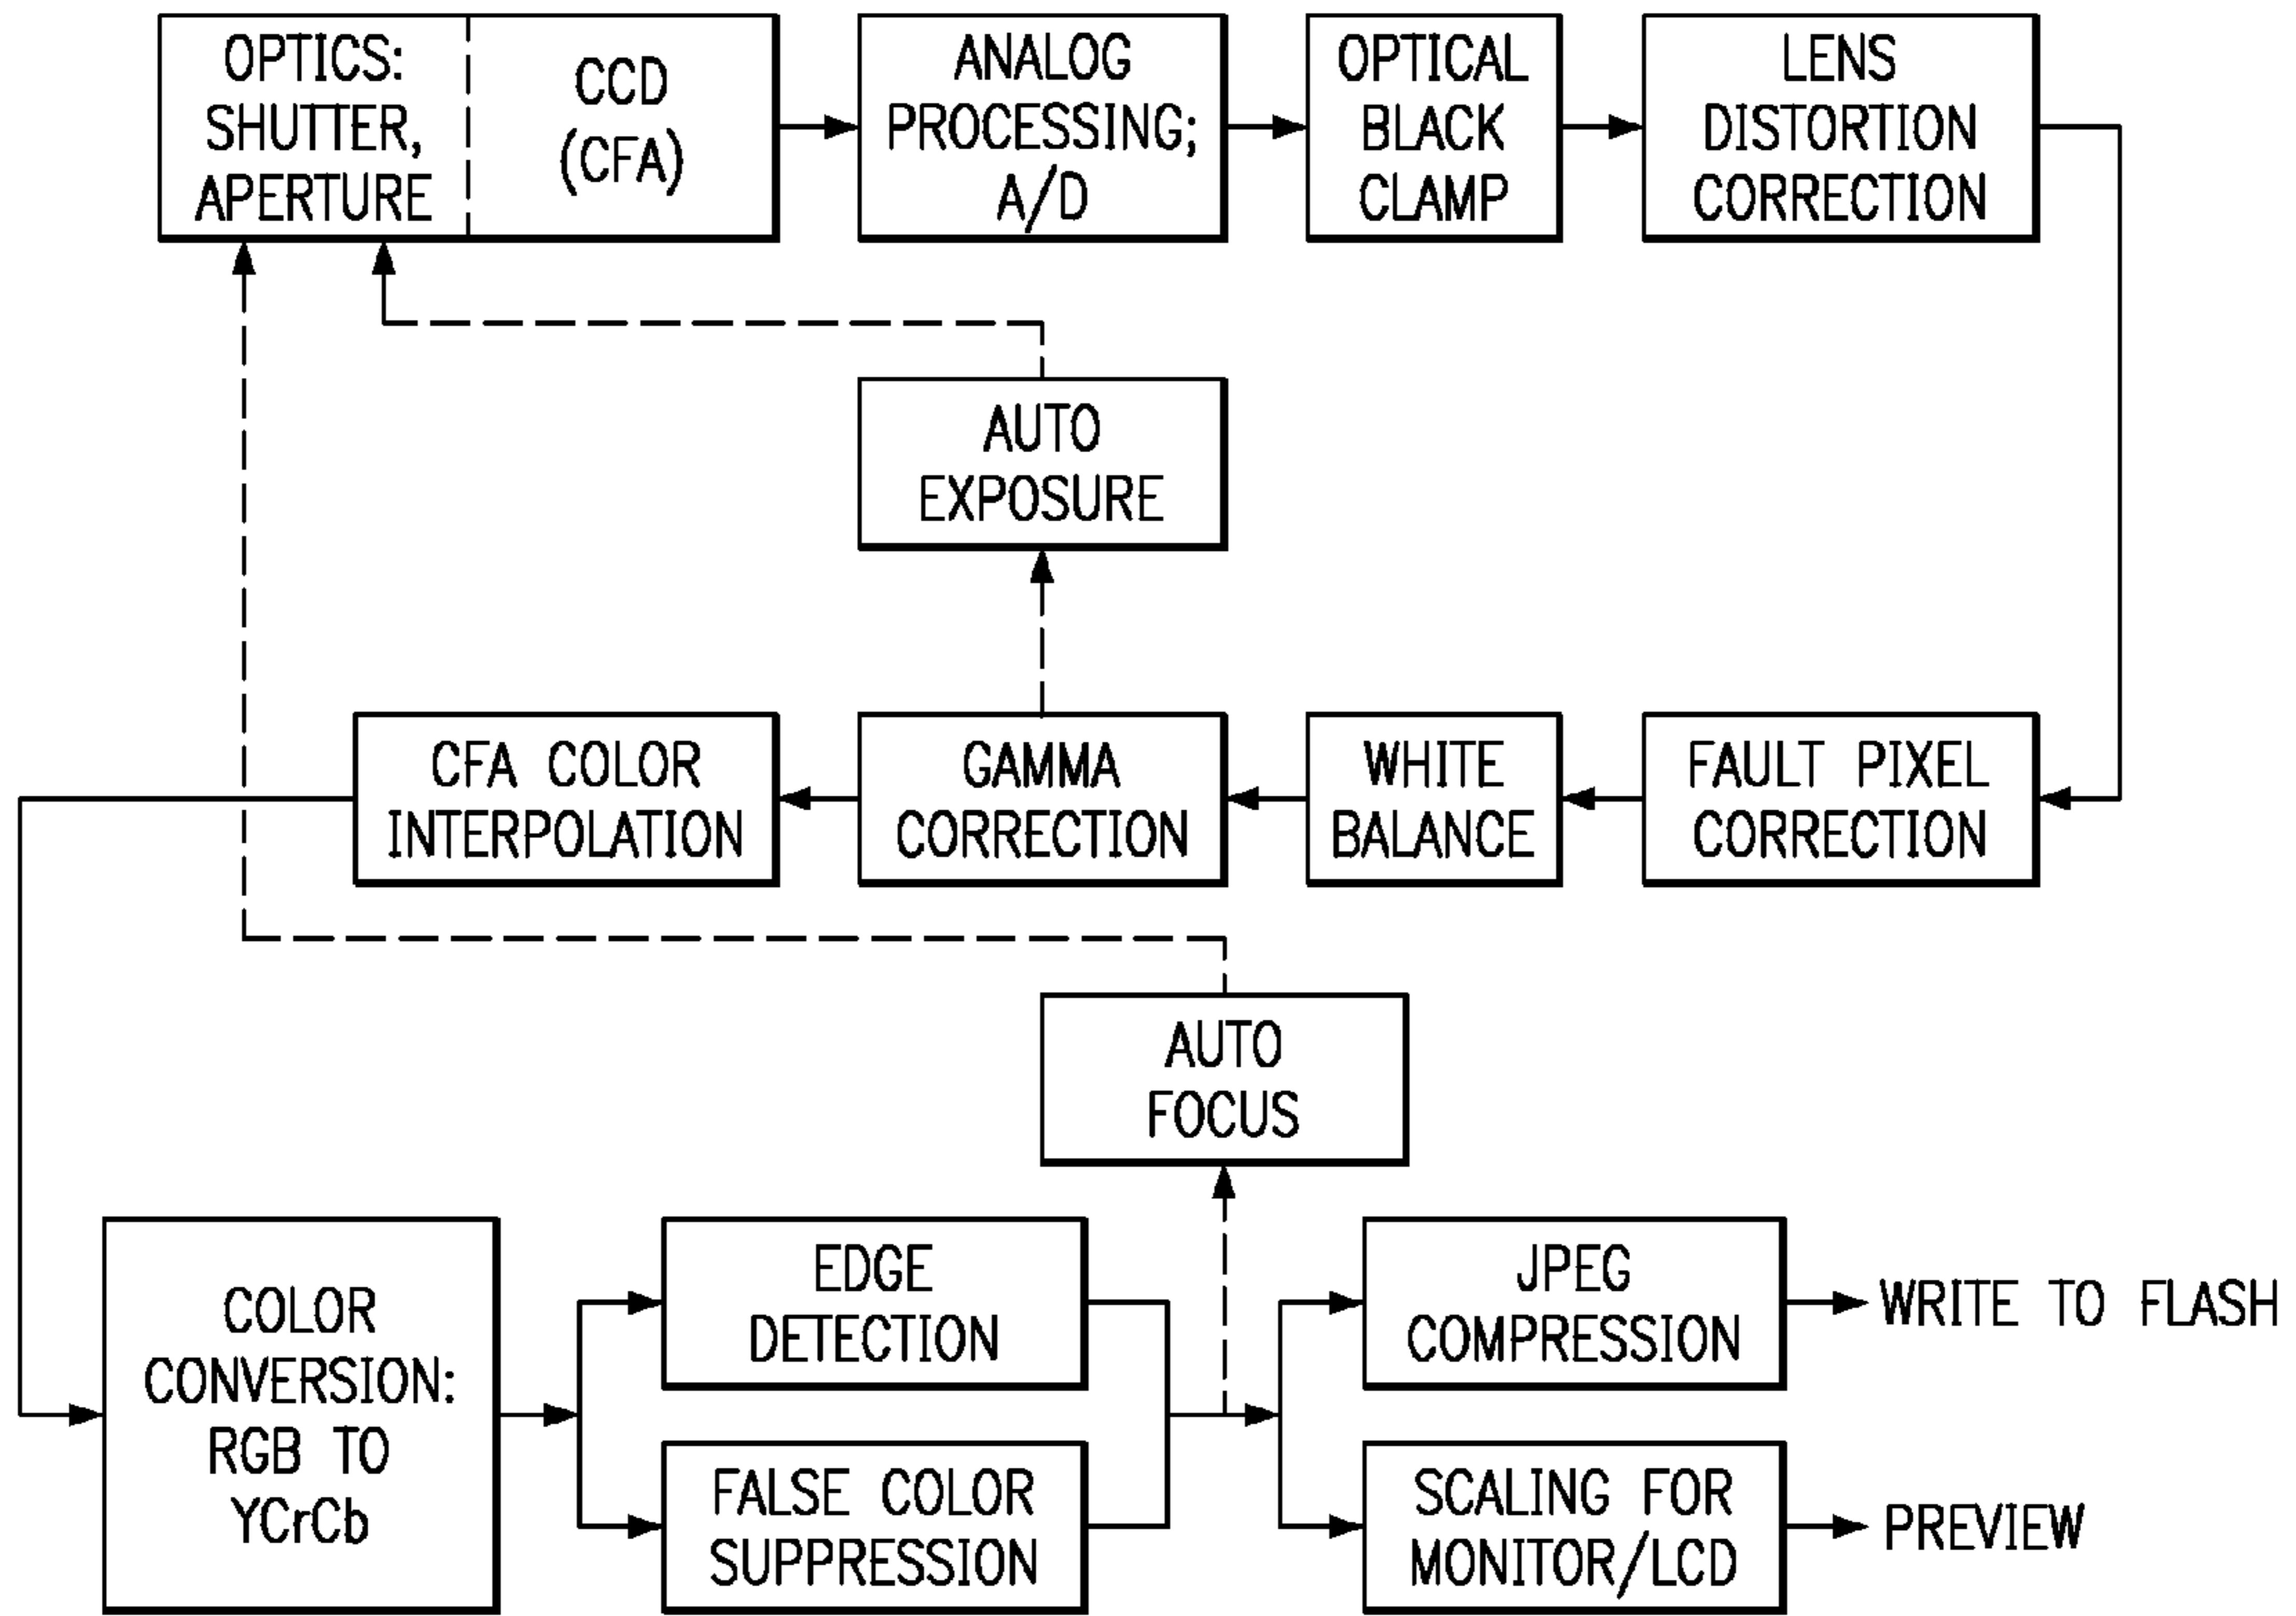 OPTICS:
SHUTTER,
APERTURE
CCD
(CFA)
ANALOG
PROCESSING;
A/D
OPTICAL
BLACK
CLAMP
LENS
DISTORTION
CORRECTION
AUTO
EXPOSURE
CFA COLOR
INTERPOLATION
GAMMA
CORRECTION
WHITE
BALANCE
FAULT PIXEL
CORRECTION
AUTO
FOCUS
COLOR
CONVERSION:
RGB TO
YCrCb
EDGE
DETECTION
FALSE COLOR
SUPPRESSION
JPEG
COMPRESSION
WRITE TO FLASH
SCALING FOR
MONITOR/LCD
PREVIEW